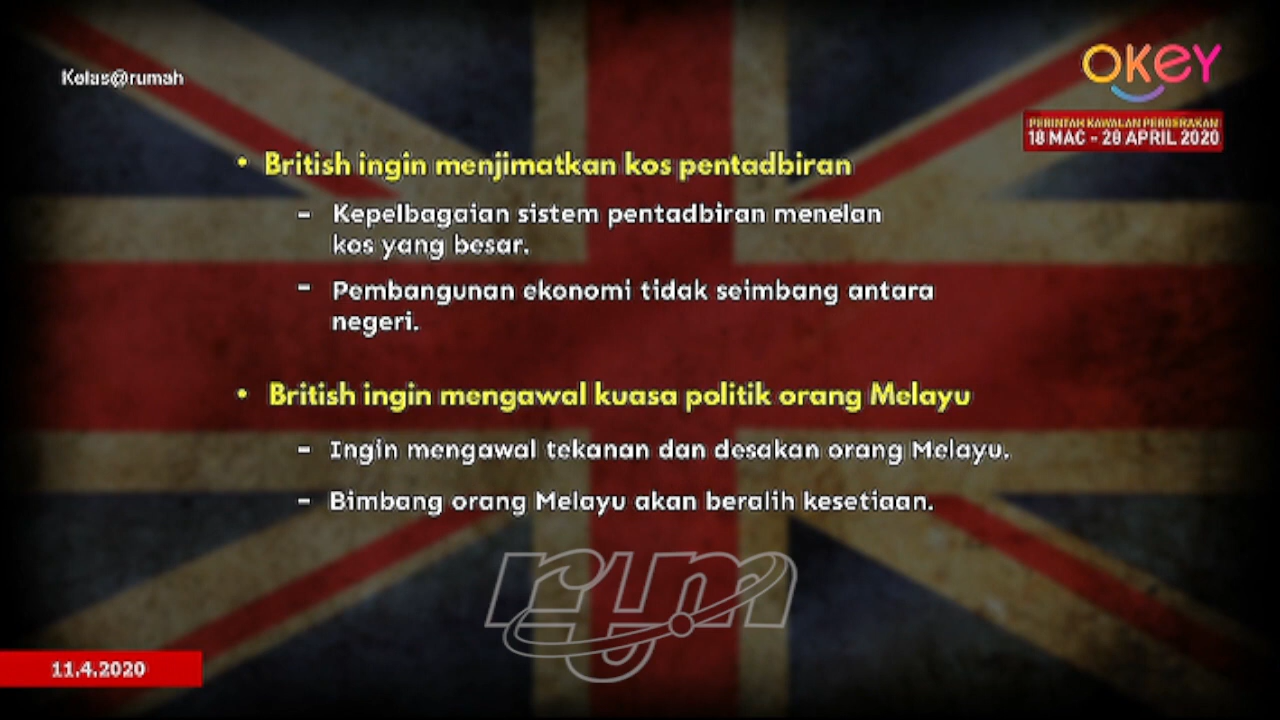 Kelas@rumah
OKEY
PERINTAH KAWALAN PERGERAKAN
18 MAC - 28 APRIL 2020
• British ingin menjimatkan kos pentadbiran
- Kepelbagaian sistem pentadbiran menelan
kos yang besar.
- Pembangunan ekonomi tidak seimbang antara
negeri.
• British ingin mengawal kuasa politik orang Melayu
- Ingin mengawal tekanan dan desakan orang Melayu.
- Bimbang orang Melayu akan beralih kesetiaan.
rym
11.4.2020